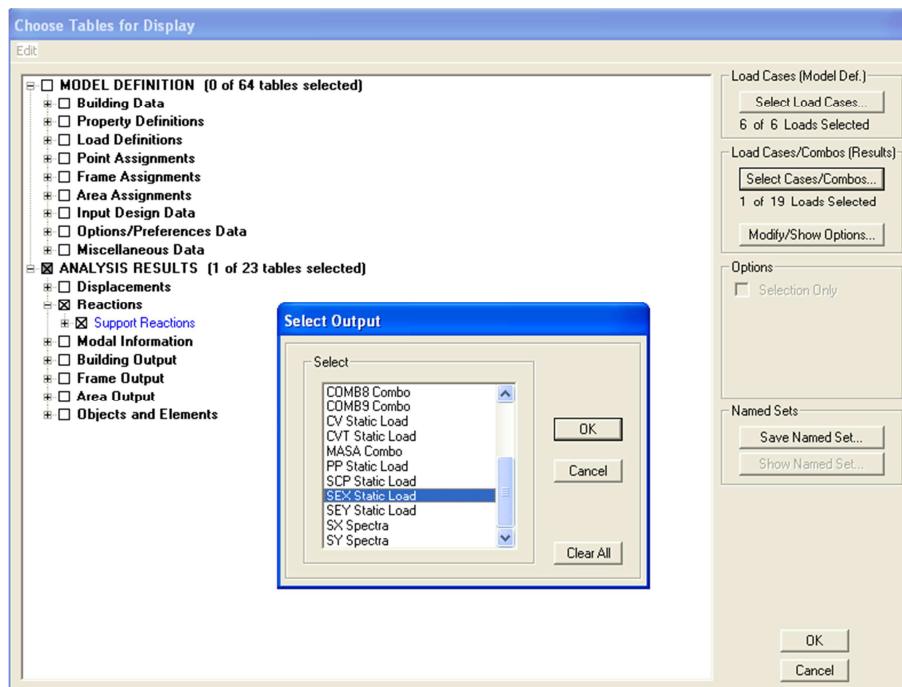 Choose Tables for Display
Edit
MODEL DEFINITION (0 of 64 tables selected)
Building Data
Property Definitions
Load Definitions
Point Assignments
Frame Assignments
Area Assignments
Input Design Data
Options/Preferences Data
Miscellaneous Data
ANALYSIS RESULTS (1 of 23 tables selected)
Displacements
Reactions
Support Reactions
Modal Information
Building Output
Frame Output
Area Output
Objects and Elements
Select Output
Select
COMB8 Combo
COMB9 Combo
CV Static Load
CVT Static Load
MASA Combo
PP Static Load
SCP Static Load
SEX Static Load
SEY Static Load
SX Spectra
SY Spectra
OK
Cancel
Clear All
Load Cases (Model Def.)
Select Load Cases...
6 of 6 Loads Selected
Load Cases/Combos (Results)
Select Cases/Combos...
1 of 19 Loads Selected
Modify/Show Options...
Options
Selection Only
Named Sets
Save Named Set...
Show Named Set...
OK
Cancel